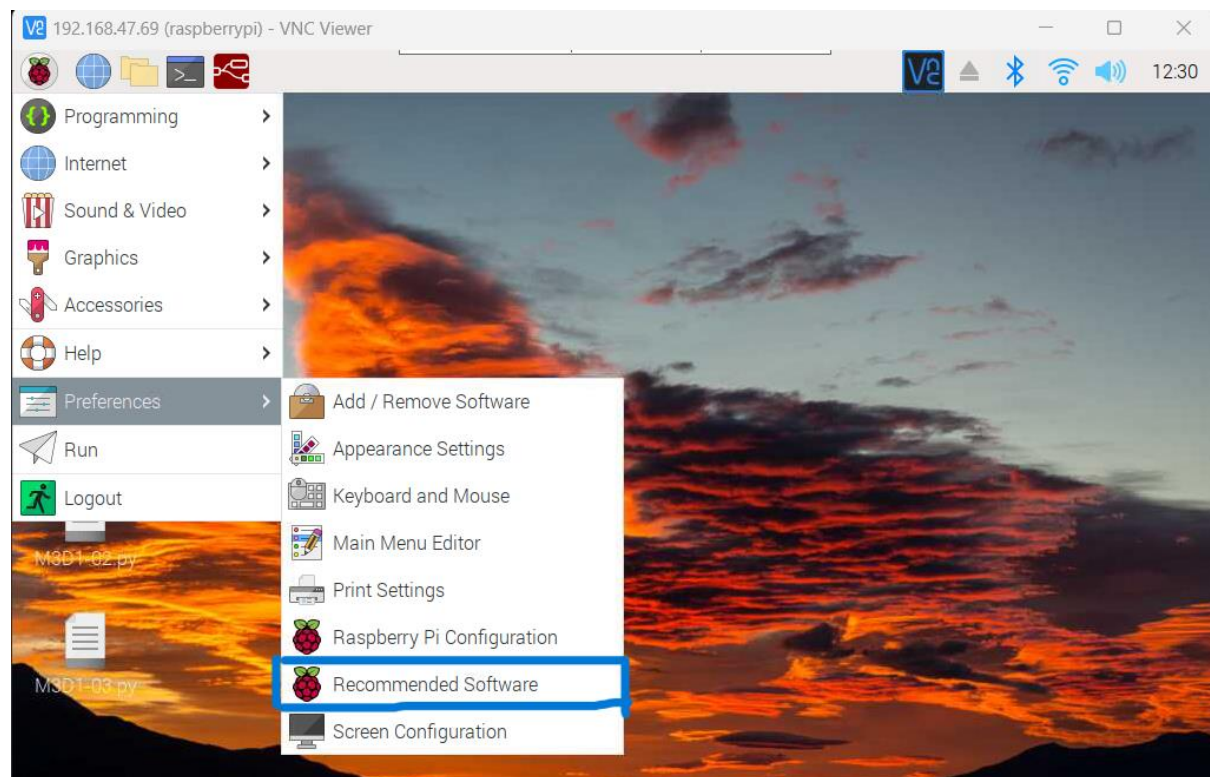 192.168.47.69 (raspberrypi) - VNC Viewer
12:30
Programming
Internet
Sound & Video
Graphics
Accessories
Help
Preferences
Run
Logout
Add / Remove Software
Appearance Settings
Keyboard and Mouse
Main Menu Editor
Print Settings
Raspberry Pi Configuration
Recommended Software
Screen Configuration
M3D1-02.py
M3D1-03.py